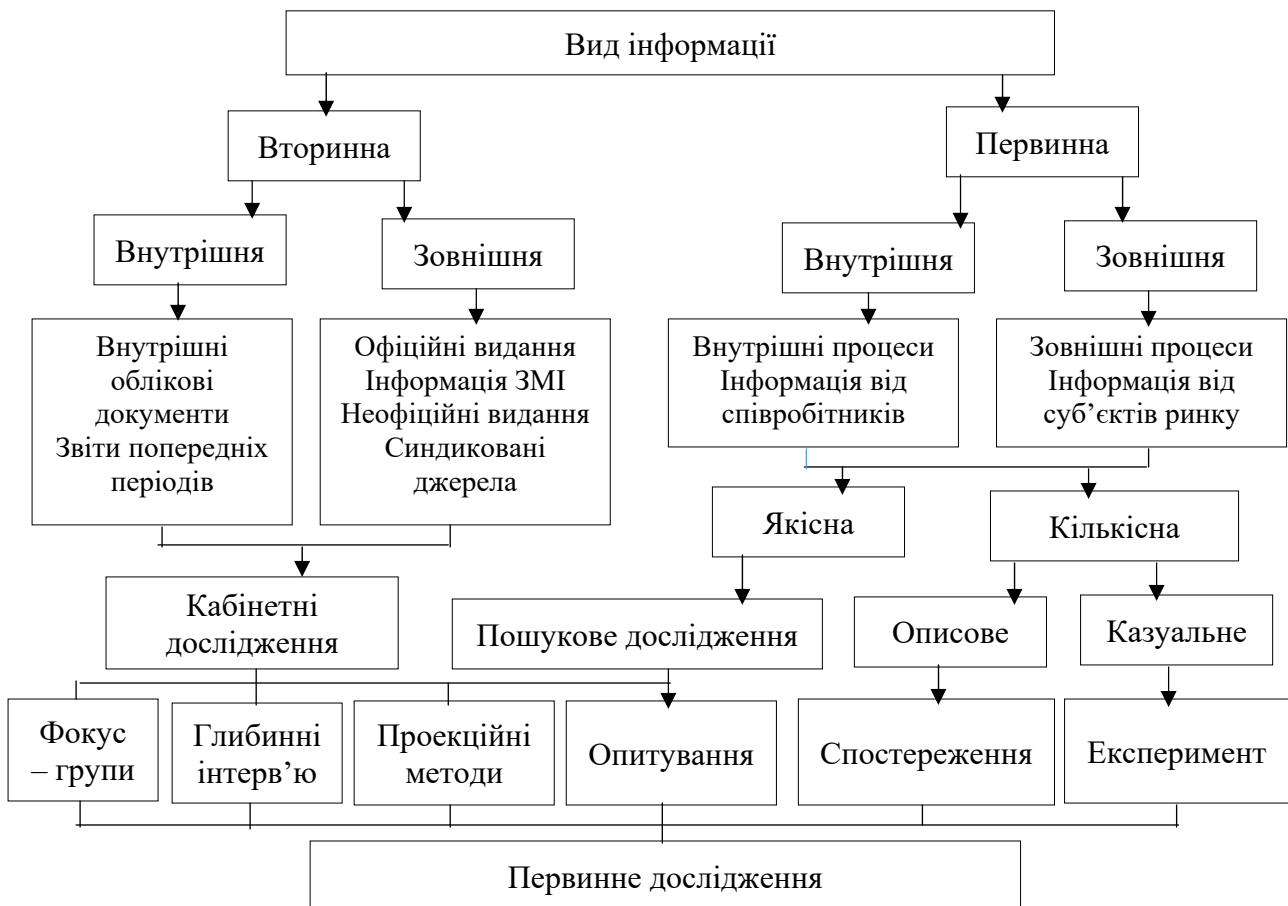 Вид інформації
Вторинна
Первинна
Внутрішня
Зовнішня
Внутрішня
Зовнішня
Внутрішні
облікові
документи
Звіти попередніх
періодів
Офіційні видання
Інформація ЗМІ
Неофіційні видання
Синдиковані
джерела
Внутрішні процеси
Інформація від
співробітників
Зовнішні процеси
Інформація від
суб’єктів ринку
Якісна
Кількісна
Кабінетні
дослідження
Пошукове дослідження
Описове
Казуальне
Фокус
– групи
Глибинні
інтерв’ю
Проекційні
методи
Опитування
Спостереження
Експеримент
Первинне дослідження